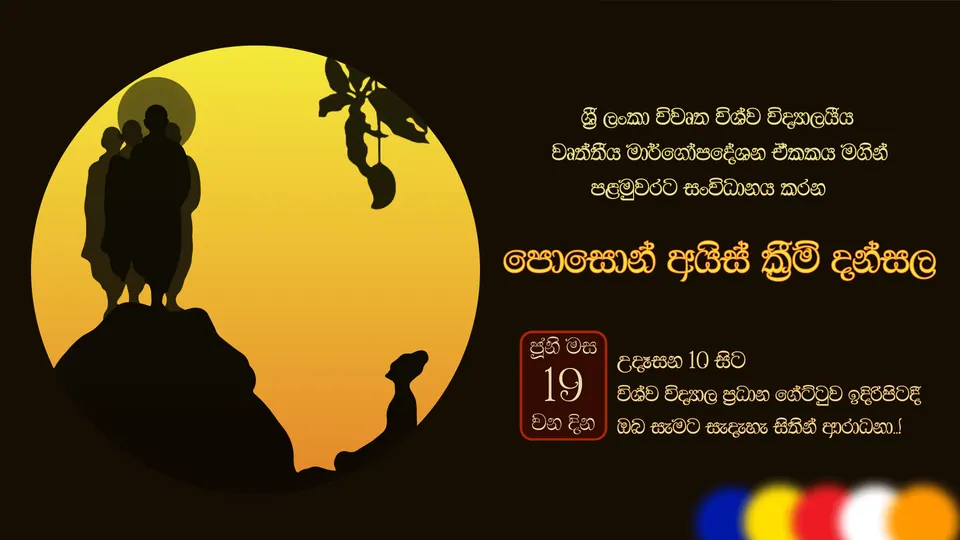 ශ්‍රී ලංකා විවෘත විශ්ව විද්‍යාලයීය
වෘත්තීය මාර්ගෝපදේශන ඒකකය මගින්
පළමුවරට සංවිධානය කරන
පොසොන් අයිස් ක්‍රීම් දන්සල
ජූනි මස
19
වන දින
උදෑසන 10 සිට
විශ්ව විද්‍යාල ප්‍රධාන ගේට්ටුව ඉදිරිපිටදී
ඔබ සැමට සැදැහැ සිතින් ආරාධනා..!